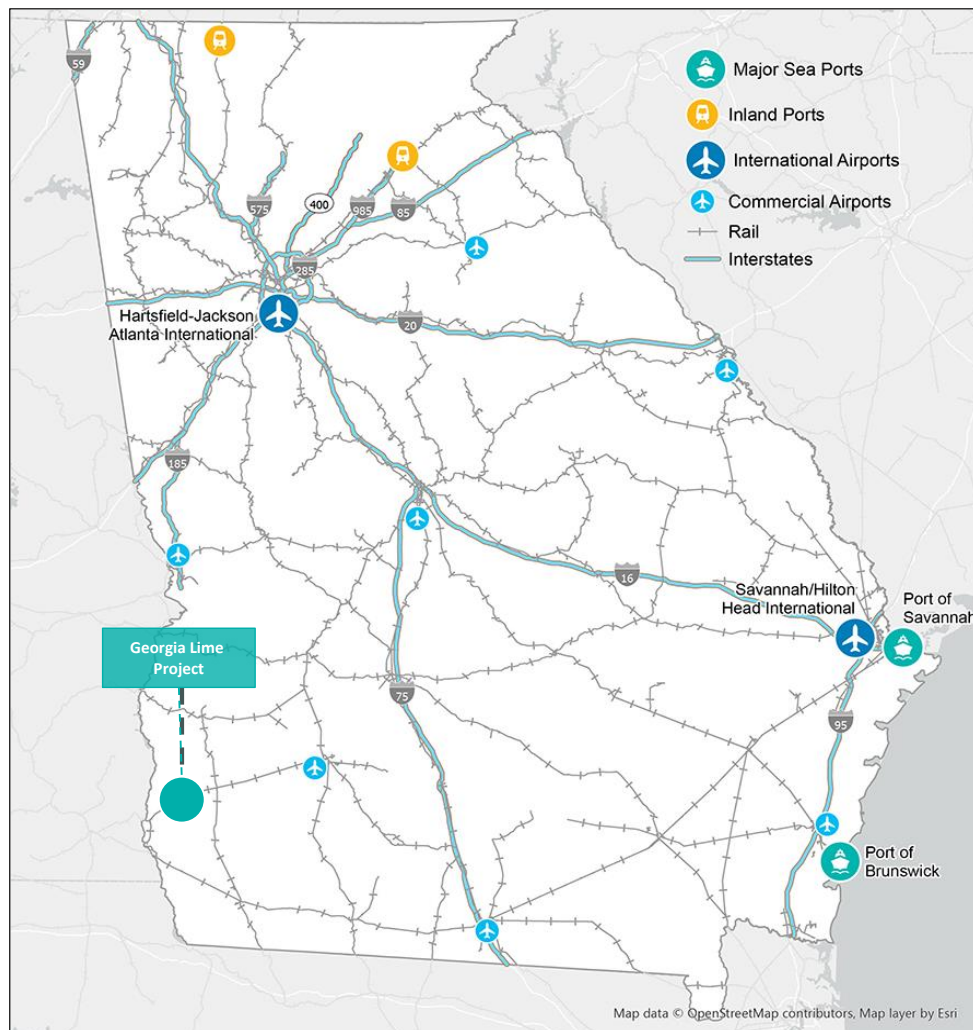 59
Major Sea Ports
Inland Ports
International Airports
Commercial Airports
Rail
Interstates
575
400
985
85
285
Hartsfield-Jackson
Atlanta International
20
185
16
Savannah/Hilton
Head International
Port of
Savannah
Georgia Lime
Project
75
95
Port of
Brunswick
Map data © OpenStreetMap contributors, Map layer by Esri